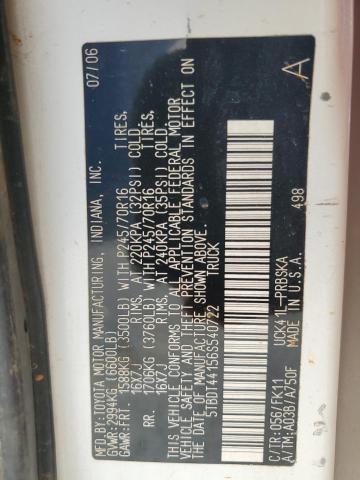 TOYOTA MOTOR MANUFACTURING, INDIANA, INC. 07/06
GVWR: 2994KG (6600LB)
GAWR: FRT. 1588KG (3500LB) WITH P245/70R16 TIRES,
16X7J RIMS, AT 220KPA (32PSI) COLD.
RR. 1706KG (3760LB) WITH P245/70R16 TIRES,
16X7J RIMS, AT 240KPA (35PSI) COLD.
THIS VEHICLE CONFORMS TO ALL APPLICABLE FEDERAL MOTOR
VEHICLE SAFETY AND THEFT PREVENTION STANDARDS IN EFFECT ON
THE DATE OF MANUFACTURE SHOWN ABOVE.
5TBDT44156S540722 TRUCK
498
A
C/TR:056/FK11 UCK41L-PRBSKA
A/TM:A03B/A750F MADE IN U.S.A.